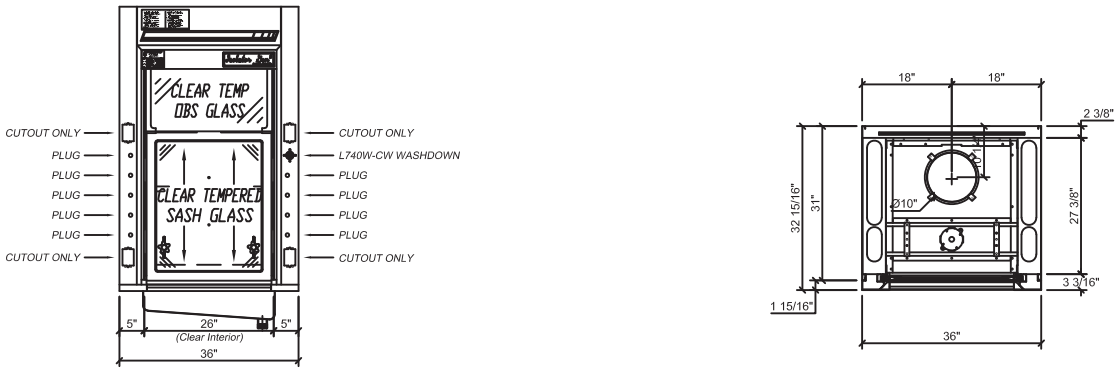 CLEAR TEMP
OBS GLASS
CUTOUT ONLY
CUTOUT ONLY
PLUG
L740W-CW WASHDOWN
PLUG
PLUG
PLUG
PLUG
CLEAR TEMPERED
SASH GLASS
PLUG
PLUG
PLUG
PLUG
CUTOUT ONLY
CUTOUT ONLY
5"
26"
5"
(Clear Interior)
36"
18"
18"
2 3/8"
32 15/16"
31"
Ø10"
27 3/8"
3 3/16"
1 15/16"
36"